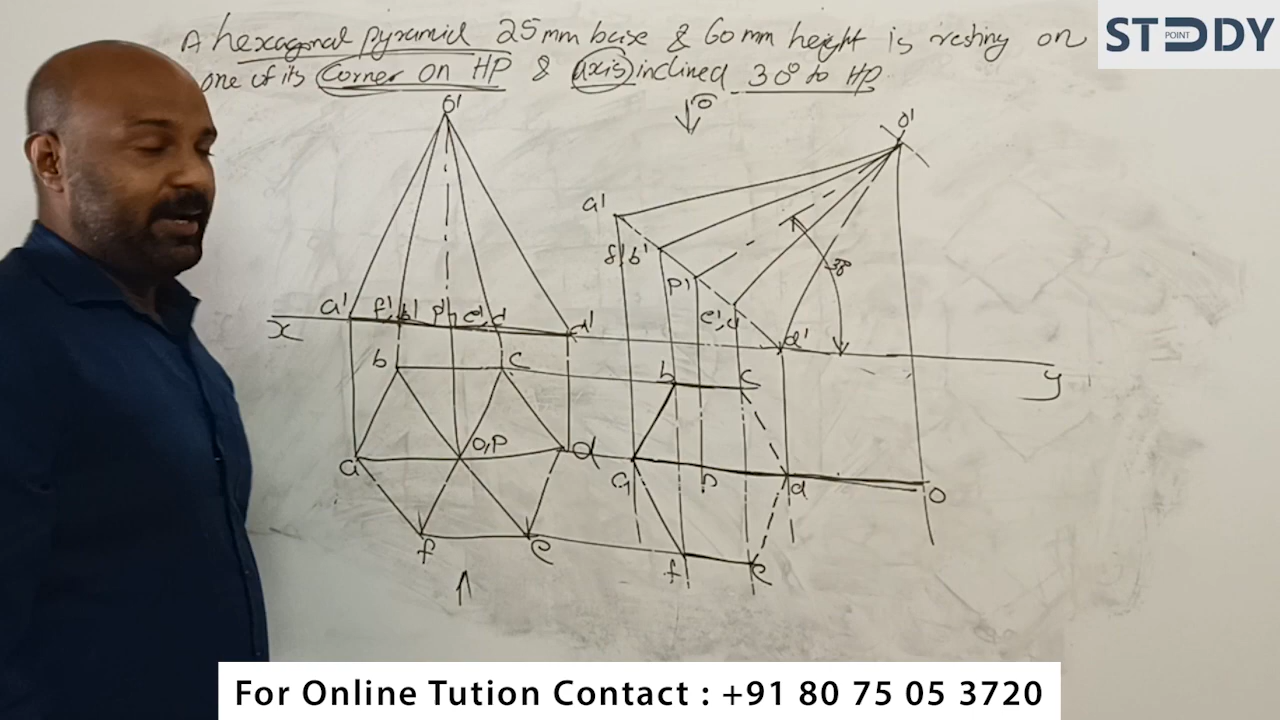 A hexagonal pyramid 25mm base & 60mm height is resting on
one of its Corner on HP & axis inclined 30° to HP.
STUDY POINT
o'
o'
a'
f', b'
p'
e', c'
d'
30°
x
a' f', b' p' e', c' d'
y
b c b c
a o, p d a p d o
f e f e
For Online Tution Contact : +91 80 75 05 3720